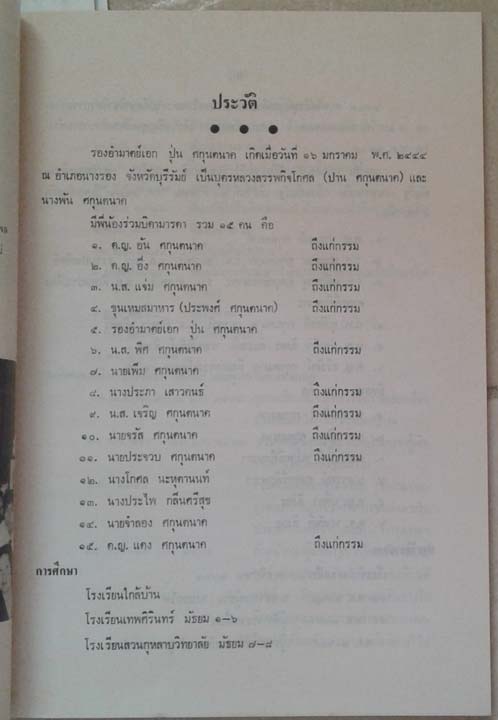 ประวัติ
● ● ●
รองอำมาตย์เอก ปุ่น ศกุนตนาค เกิดเมื่อวันที่ ๑๖ มกราคม พ.ศ. ๒๔๔๔
ณ อำเภอนางรอง จังหวัดบุรีรัมย์ เป็นบุตรหลวงสรรพกิจโกศล (ปาน ศกุนตนาค) และ
นางพัน ศกุนตนาค
มีพี่น้องร่วมบิดามารดา รวม ๑๕ คน คือ
๑. ด.ญ. อัน ศกุนตนาค ถึงแก่กรรม
๒. ด.ญ. อึ่ง ศกุนตนาค ถึงแก่กรรม
๓. น.ส. แจ่ม ศกุนตนาค ถึงแก่กรรม
๔. ขุนเหมสมาหาร (ประพงศ์ ศกุนตนาค) ถึงแก่กรรม
๕. รองอำมาตย์เอก ปุ่น ศกุนตนาค
๖. น.ส. พิศ ศกุนตนาค ถึงแก่กรรม
๗. นายเพิ่ม ศกุนตนาค
๘. นางประภา เสาวคนธ์ ถึงแก่กรรม
๙. น.ส. เจริญ ศกุนตนาค ถึงแก่กรรม
๑๐. นายจรัส ศกุนตนาค ถึงแก่กรรม
๑๑. นายประจวบ ศกุนตนาค ถึงแก่กรรม
๑๒. นางโกศล นะหุตานนท์
๑๓. นางประไพ กลีนศรีสุข
๑๔. นายจำลอง ศกุนตนาค
๑๕. ด.ญ. แดง ศกุนตนาค ถึงแก่กรรม
การศึกษา
โรงเรียนใกล้บ้าน
โรงเรียนเทพศิรินทร์ มัธยม ๑-๖
โรงเรียนสวนกุหลาบวิทยาลัย มัธยม ๗-๘